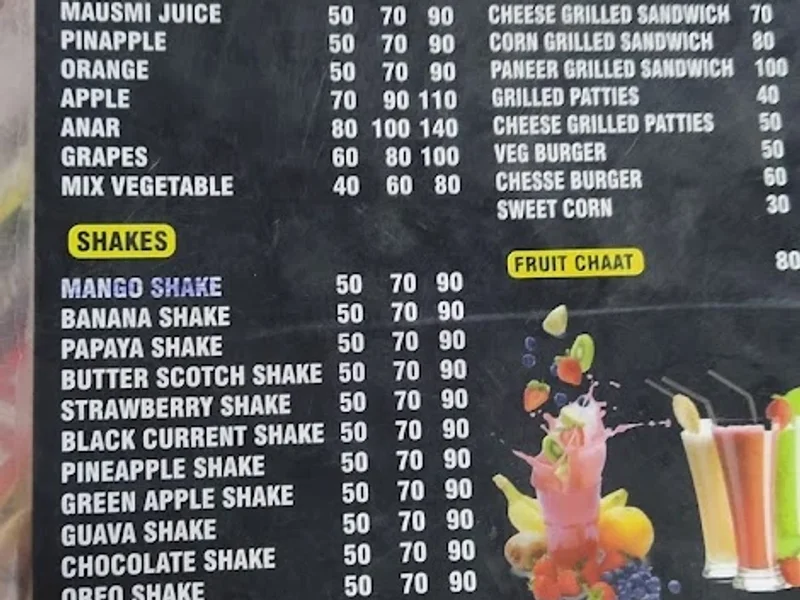 MAUSMI JUICE 50 70 90
PINAPPLE 50 70 90
ORANGE 50 70 90
APPLE 70 90 110
ANAR 80 100 140
GRAPES 60 80 100
MIX VEGETABLE 40 60 80
SHAKES
MANGO SHAKE 50 70 90
BANANA SHAKE 50 70 90
PAPAYA SHAKE 50 70 90
BUTTER SCOTCH SHAKE 50 70 90
STRAWBERRY SHAKE 50 70 90
BLACK CURRENT SHAKE 50 70 90
PINEAPPLE SHAKE 50 70 90
GREEN APPLE SHAKE 50 70 90
GUAVA SHAKE 50 70 90
CHOCOLATE SHAKE 50 70 90
OREO SHAKE 50 70 90
CHEESE GRILLED SANDWICH 70
CORN GRILLED SANDWICH 80
PANEER GRILLED SANDWICH 100
GRILLED PATTIES 40
CHEESE GRILLED PATTIES 50
VEG BURGER 50
CHESSE BURGER 60
SWEET CORN 30
FRUIT CHAAT 80